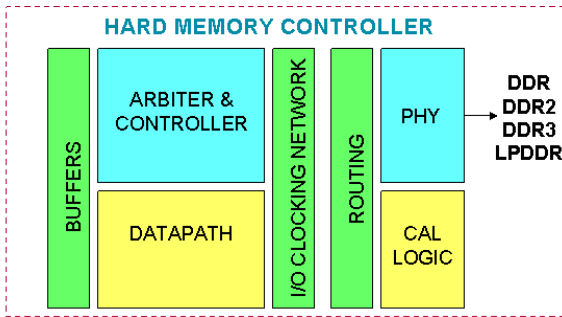 HARD MEMORY CONTROLLER
BUFFERS
ARBITER &
CONTROLLER
DATAPATH
I/O CLOCKING NETWORK
ROUTING
PHY
CAL
LOGIC
DDR
DDR2
DDR3
LPDDR